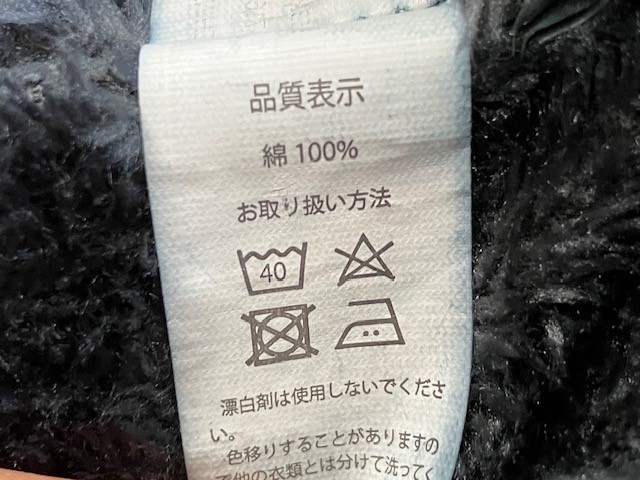 品質表示
綿 100%
お取り扱い方法
40
漂白剤は使用しないでくださ
い。
色移りすることがありますの
で他の衣類とは分けて洗ってく